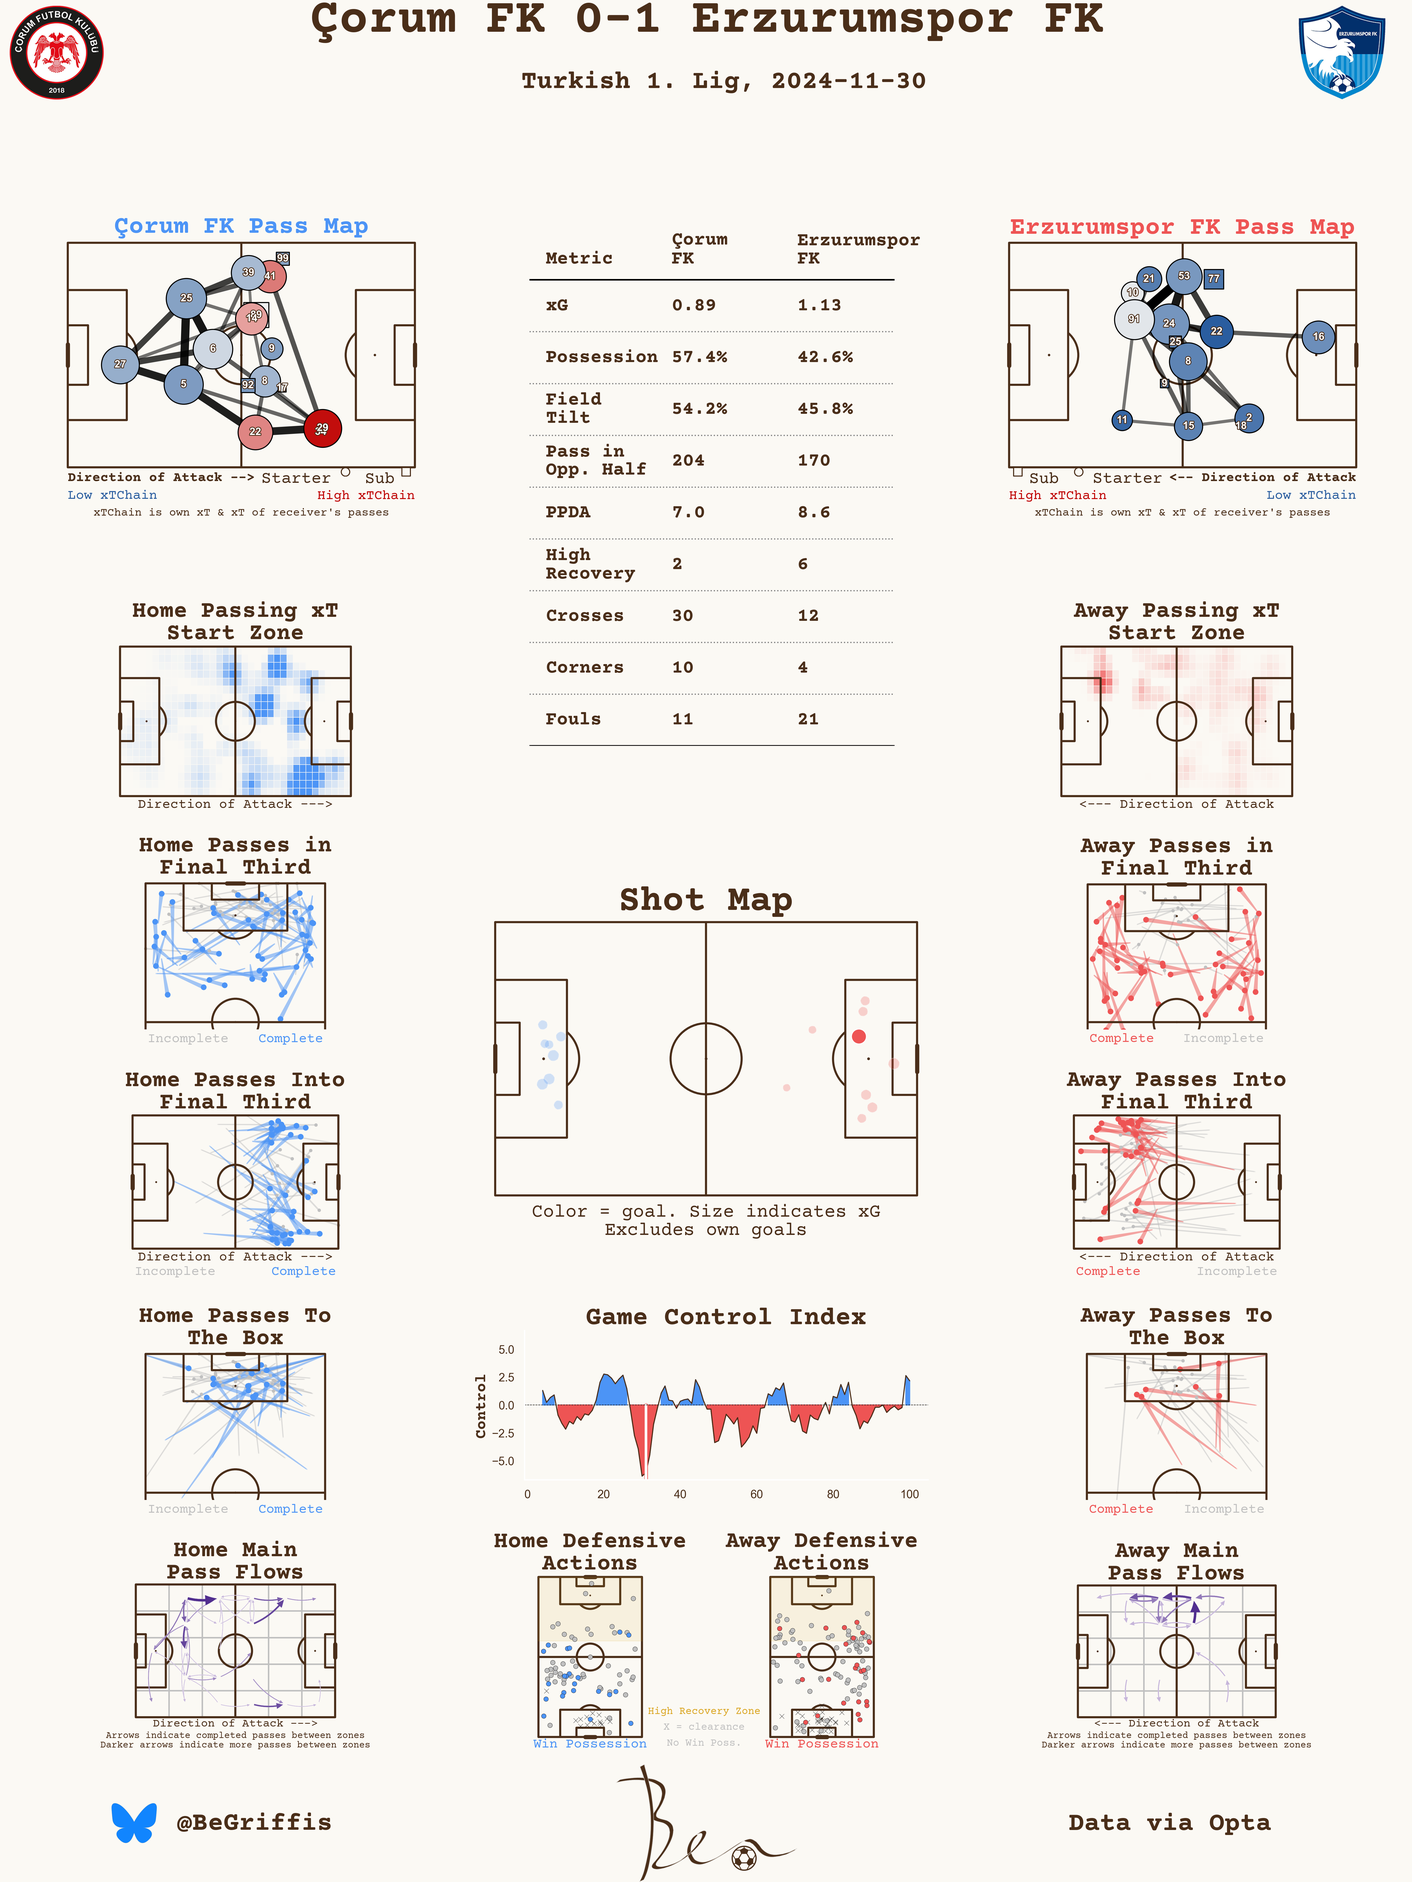 Çorum FK 0-1 Erzurumspor FK
Turkish 1. Lig, 2024-11-30
ÇORUM FUTBOL KULÜBÜ
2018
ERZURUMSPOR FK
Çorum FK Pass Map
39
41
99
25
14
29
6
9
27
5
8
92
17
22
29
Direction of Attack --> Starter Sub
Low xTChain High xTChain
xTChain is own xT & xT of receiver's passes
Metric Çorum FK Erzurumspor FK
xG 0.89 1.13
Possession 57.4% 42.6%
Field Tilt 54.2% 45.8%
Pass in Opp. Half 204 170
PPDA 7.0 8.6
High Recovery 2 6
Crosses 30 12
Corners 10 4
Fouls 11 21
Erzurumspor FK Pass Map
21
53
77
10
91
24
22
16
25
8
9
11
15
2
18
Sub Starter <-- Direction of Attack
High xTChain Low xTChain
xTChain is own xT & xT of receiver's passes
Home Passing xT
Start Zone
Direction of Attack --->
Away Passing xT
Start Zone
<--- Direction of Attack
Home Passes in
Final Third
Incomplete Complete
Away Passes in
Final Third
Complete Incomplete
Shot Map
Color = goal. Size indicates xG
Excludes own goals
Home Passes Into
Final Third
Direction of Attack --->
Incomplete Complete
Away Passes Into
Final Third
<--- Direction of Attack
Complete Incomplete
Home Passes To
The Box
Incomplete Complete
Game Control Index
Control
5.0
2.5
0.0
−2.5
−5.0
0 20 40 60 80 100
Away Passes To
The Box
Complete Incomplete
Home Main
Pass Flows
Direction of Attack --->
Arrows indicate completed passes between zones
Darker arrows indicate more passes between zones
Home Defensive
Actions
Win Possession
High Recovery Zone
X = clearance
No Win Poss.
Away Defensive
Actions
Win Possession
Away Main
Pass Flows
<--- Direction of Attack
Arrows indicate completed passes between zones
Darker arrows indicate more passes between zones
@BeGriffis
Ben
Data via Opta